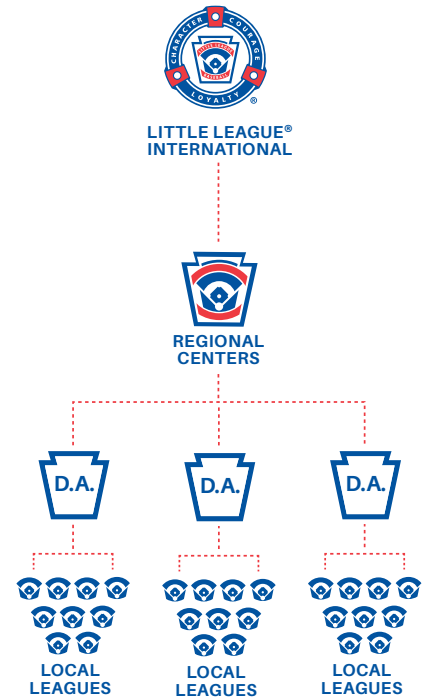 CHARACTER COURAGE
LITTLE LEAGUE
BASEBALL
LOYALTY
®
LITTLE LEAGUE®
INTERNATIONAL
REGIONAL
CENTERS
D.A. D.A. D.A.
LOCAL LOCAL LOCAL
LEAGUES LEAGUES LEAGUES